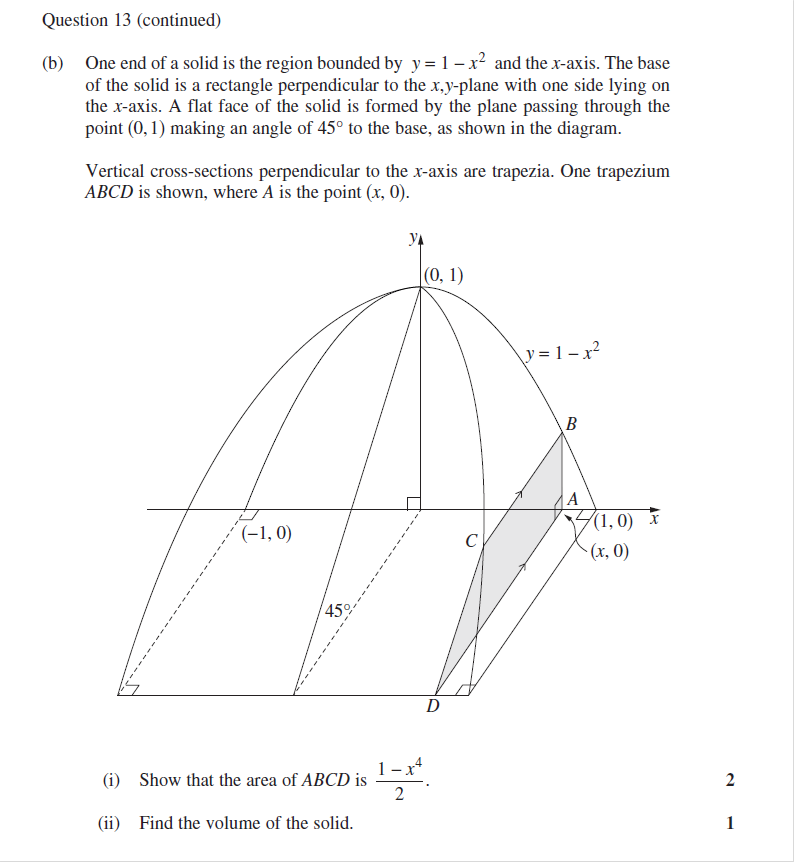 Question 13 (continued)
(b) One end of a solid is the region bounded by y = 1 – x² and the x-axis. The base
of the solid is a rectangle perpendicular to the x,y-plane with one side lying on
the x-axis. A flat face of the solid is formed by the plane passing through the
point (0, 1) making an angle of 45° to the base, as shown in the diagram.
Vertical cross-sections perpendicular to the x-axis are trapezia. One trapezium
ABCD is shown, where A is the point (x, 0).
y
(0, 1)
y = 1 – x²
B
A
(–1, 0)
C
(1, 0) x
(x, 0)
45°
D
(i) Show that the area of ABCD is (1 – x⁴)/2. 2
(ii) Find the volume of the solid. 1